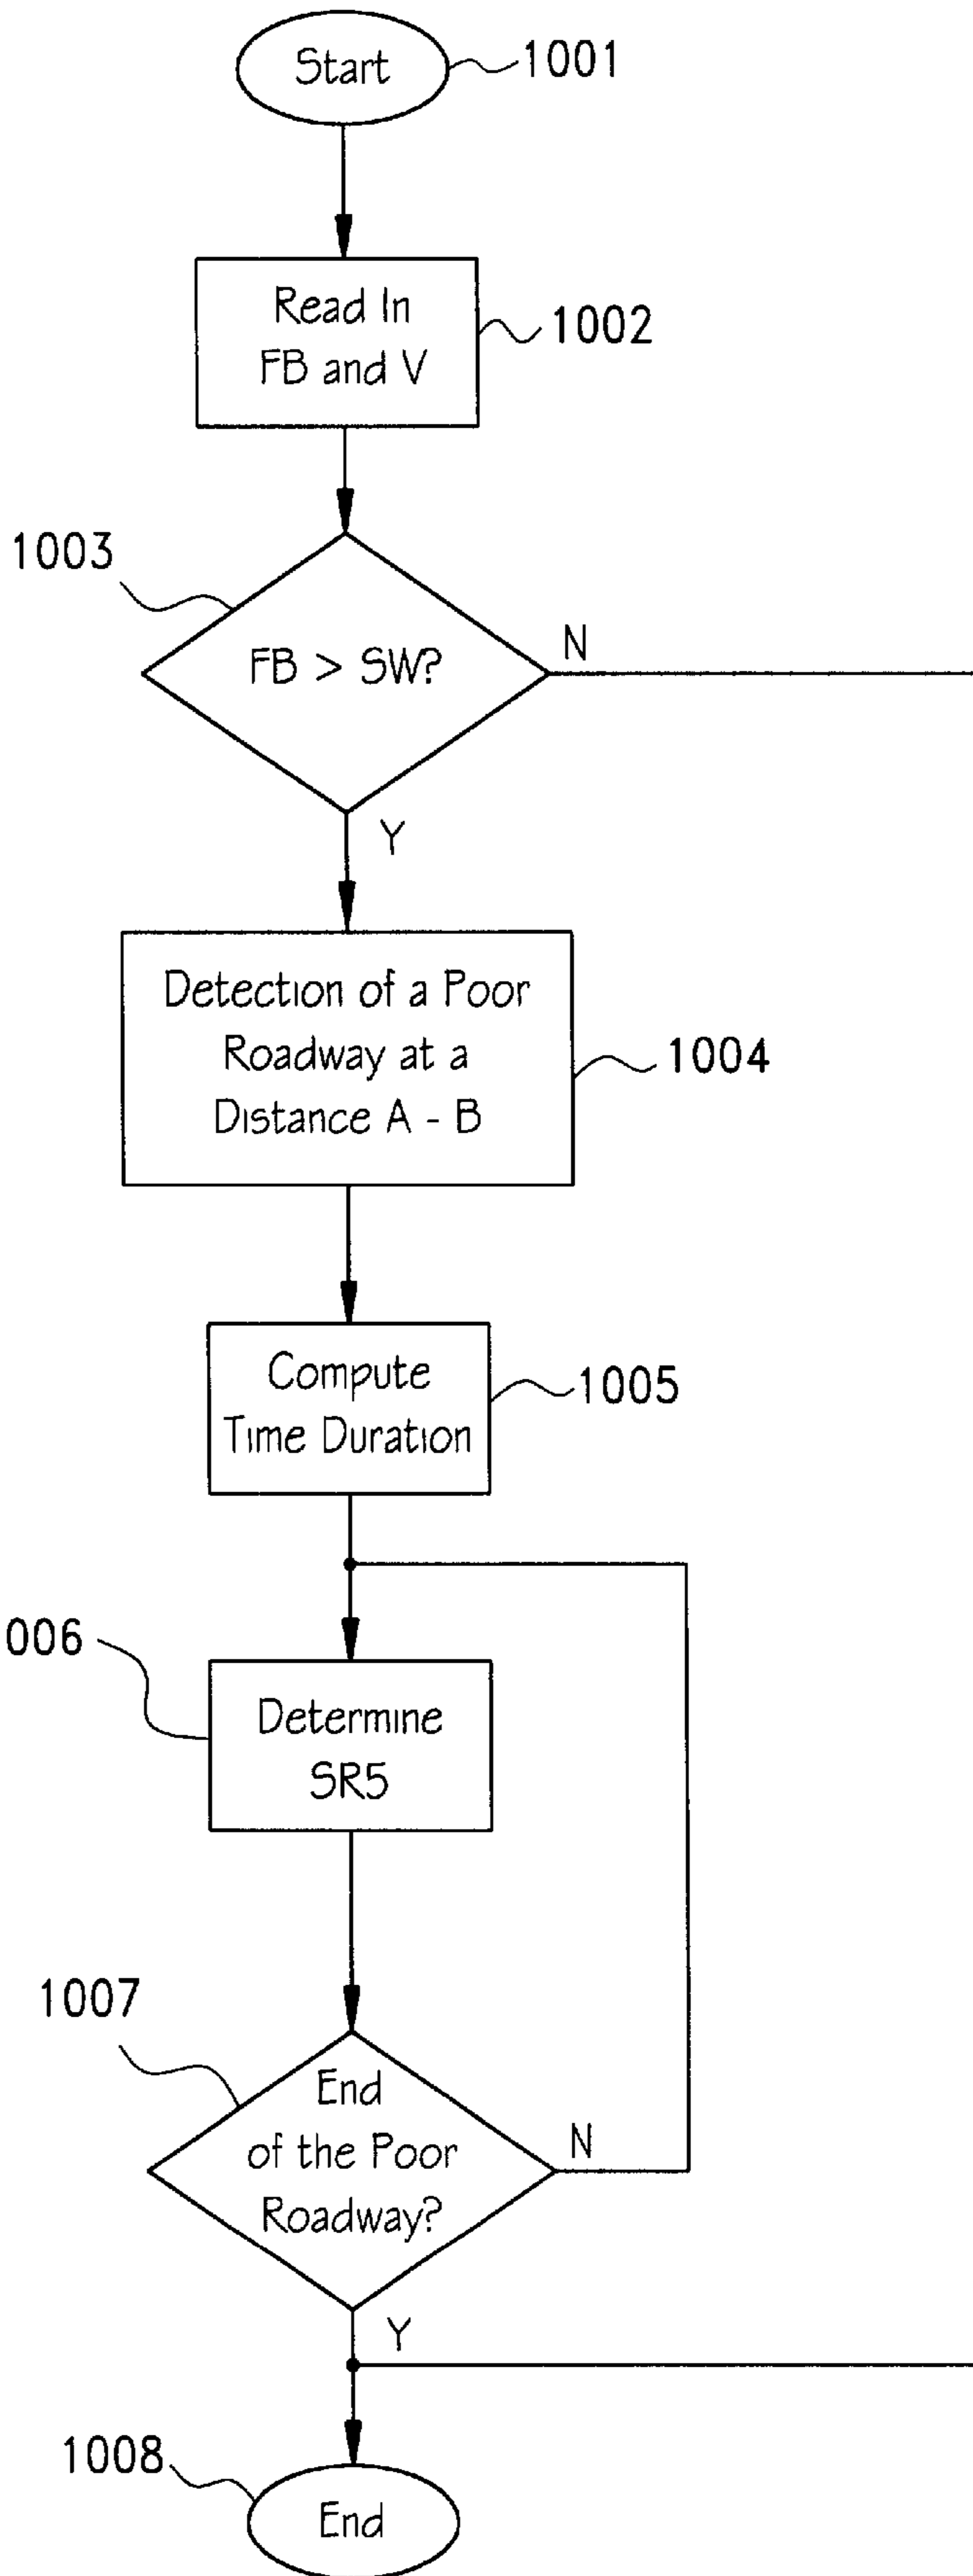 Start
1001
Read In
FB and V
1002
1003
FB > SW?
N
Y
Detection of a Poor
Roadway at a
Distance A - B
1004
Compute
Time Duration
1005
006
Determine
SR5
1007
End
of the Poor
Roadway?
N
Y
1008
End